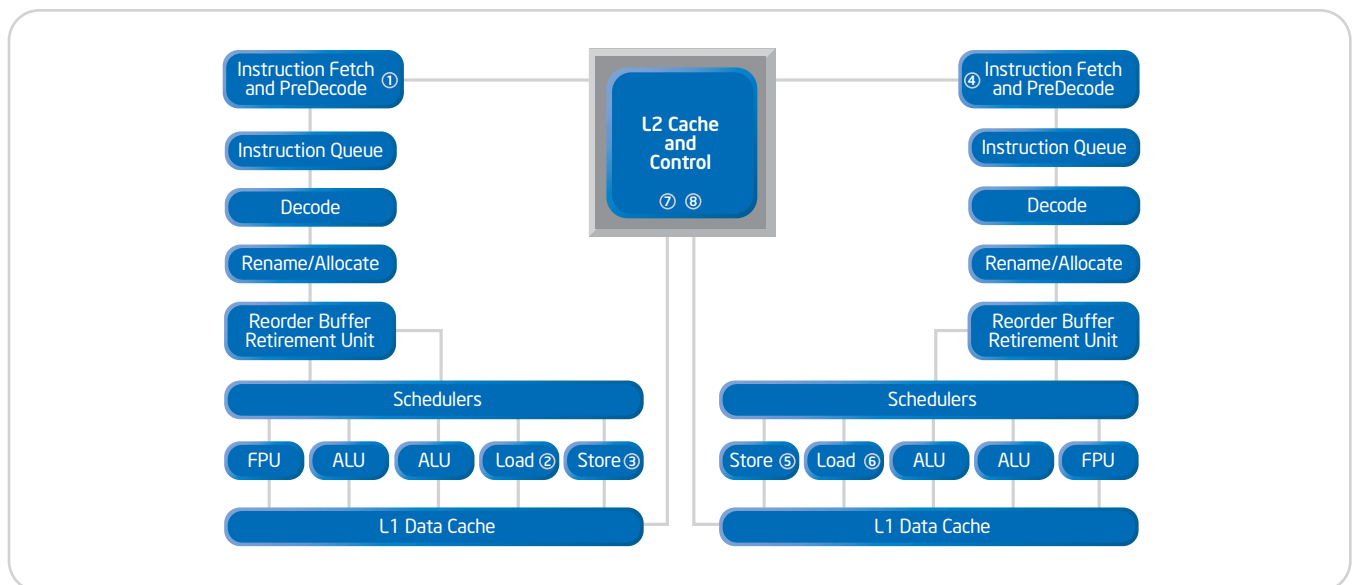 Instruction Fetch
and PreDecode ①
Instruction Queue
Decode
Rename/Allocate
Reorder Buffer
Retirement Unit
Schedulers
FPU
ALU
ALU
Load ②
Store ③
L1 Data Cache
L2 Cache
and
Control
⑦ ⑧
④ Instruction Fetch
and PreDecode
Instruction Queue
Decode
Rename/Allocate
Reorder Buffer
Retirement Unit
Schedulers
Store ⑤
Load ⑥
ALU
ALU
FPU
L1 Data Cache